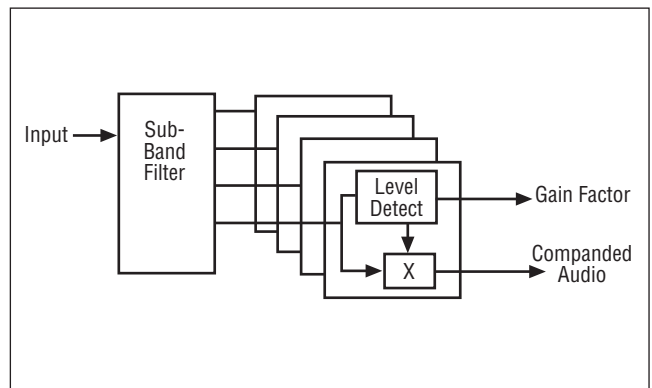 Input
Sub-
Band
Filter
Level
Detect
X
Gain Factor
Companded
Audio